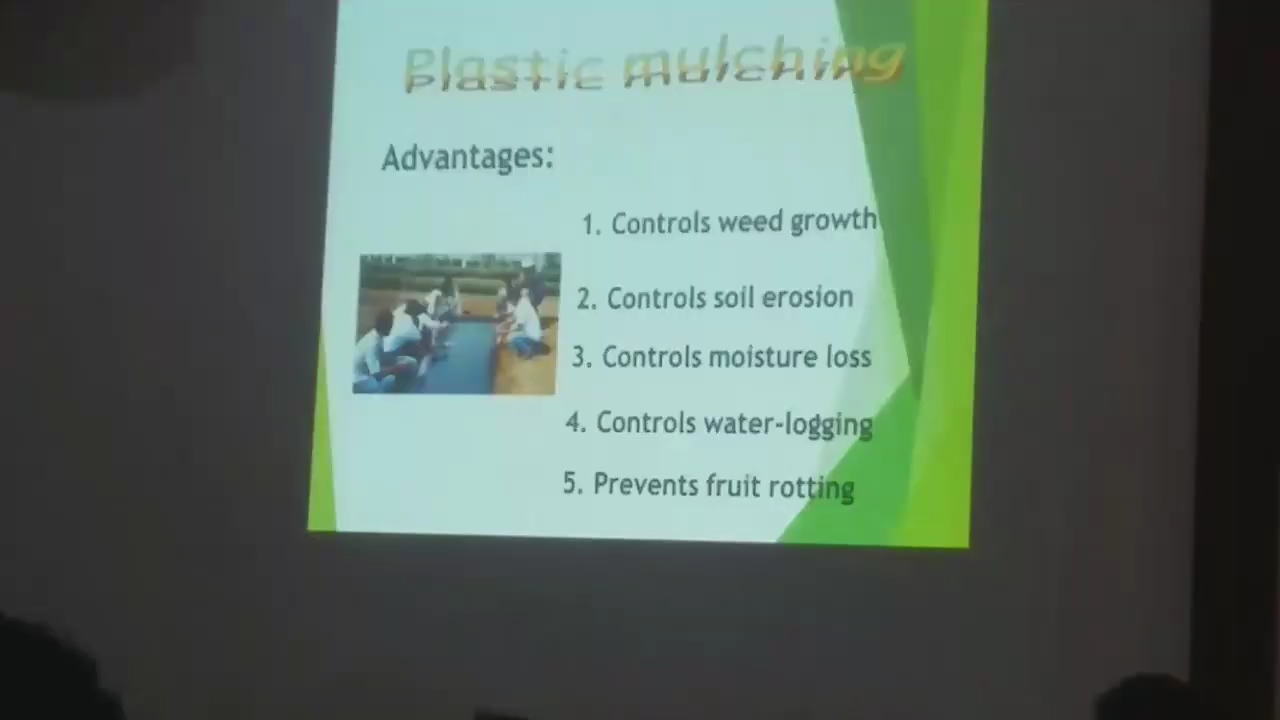 Plastic mulching
Advantages:
1. Controls weed growth
2. Controls soil erosion
3. Controls moisture loss
4. Controls water-logging
5. Prevents fruit rotting